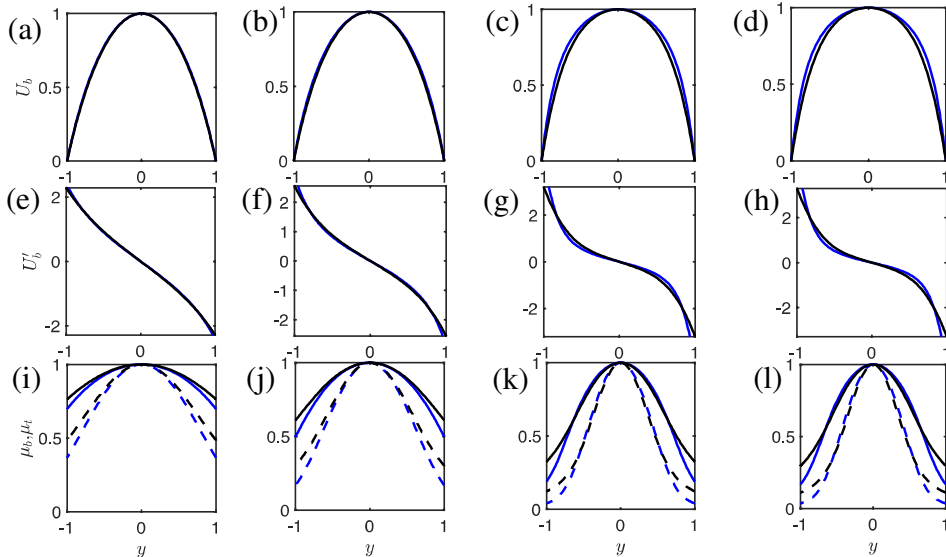 (a) (b) (c) (d)
1 1 1 1
U_b 0.5 0.5 0.5 0.5
0 0 0 0
-1 0 1 -1 0 1 -1 0 1 -1 0 1
(e) (f) (g) (h)
2 2 2 2
1
U'_b 0 0 0 0
-1
-2 -2 -2 -2
-1 0 1 -1 0 1 -1 0 1 -1 0 1
(i) (j) (k) (l)
1 1 1 1
μ_b,μ_t 0.5 0.5 0.5 0.5
0 0 0 0
-1 0 1 -1 0 1 -1 0 1 -1 0 1
y y y y